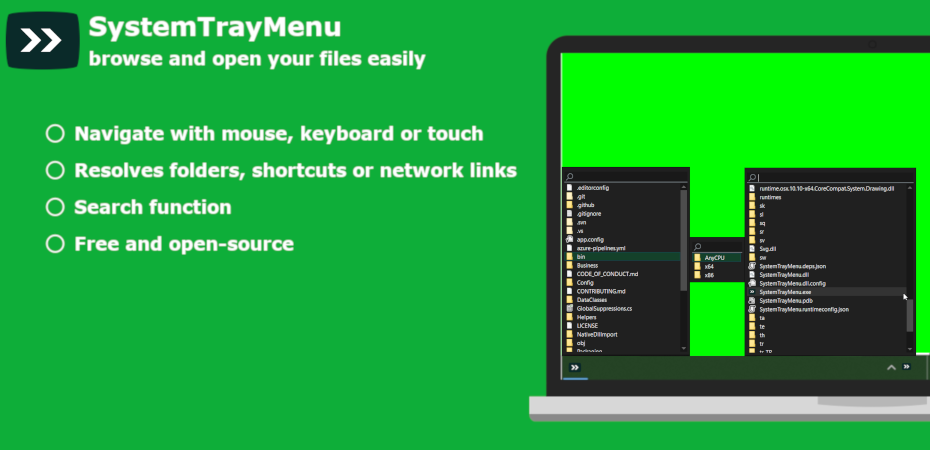 SystemTrayMenu
browse and open your files easily
Navigate with mouse, keyboard or touch
Resolves folders, shortcuts or network links
Search function
Free and open-source
.editorconfig
.git
.github
.gitignore
.svn
.vs
app.config
azure-pipelines.yml
bin
Business
CODE_OF_CONDUCT.md
Config
CONTRIBUTING.md
DataClasses
GlobalSuppressions.cs
Helpers
LICENSE
NativeDllImport
obj
Packaging
AnyCPU
x64
x86
runtime.osx.10.10-x64.CoreCompat.System.Drawing.dll
runtimes
sk
sl
sq
sr
sv
Svg.dll
sw
SystemTrayMenu.deps.json
SystemTrayMenu.dll
SystemTrayMenu.dll.config
SystemTrayMenu.exe
SystemTrayMenu.pdb
SystemTrayMenu.runtimeconfig.json
ta
te
th
tr
tr-TR